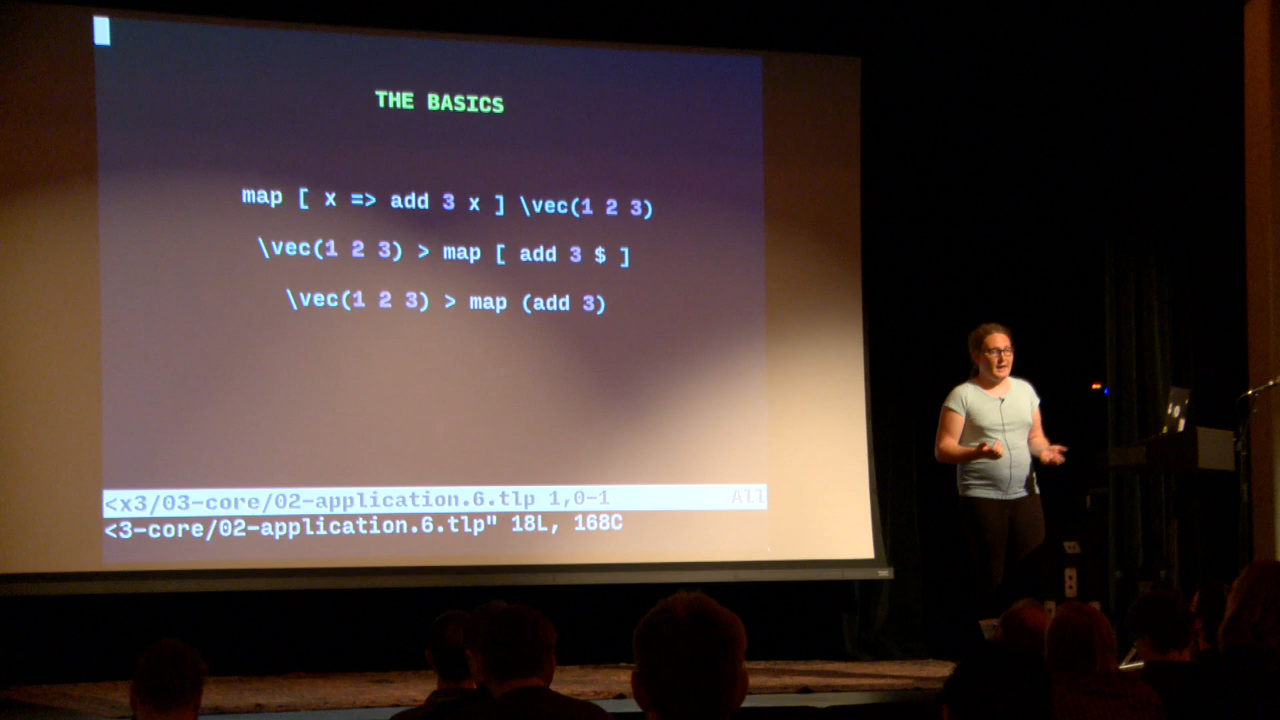 THE BASICS
map [ x => add 3 x ] \vec(1 2 3)
\vec(1 2 3) > map [ add 3 $ ]
\vec(1 2 3) > map (add 3)
<x3/03-core/02-application.6.tlp 1,0-1 All
<3-core/02-application.6.tlp" 18L, 168C